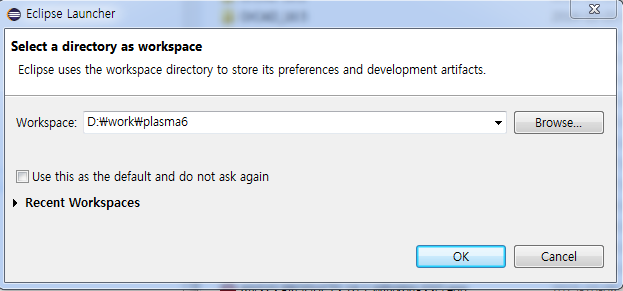 Eclipse Launcher
Select a directory as workspace
Eclipse uses the workspace directory to store its preferences and development artifacts.
Workspace: D:₩work₩plasma6 Browse...
Use this as the default and do not ask again
Recent Workspaces
OK Cancel